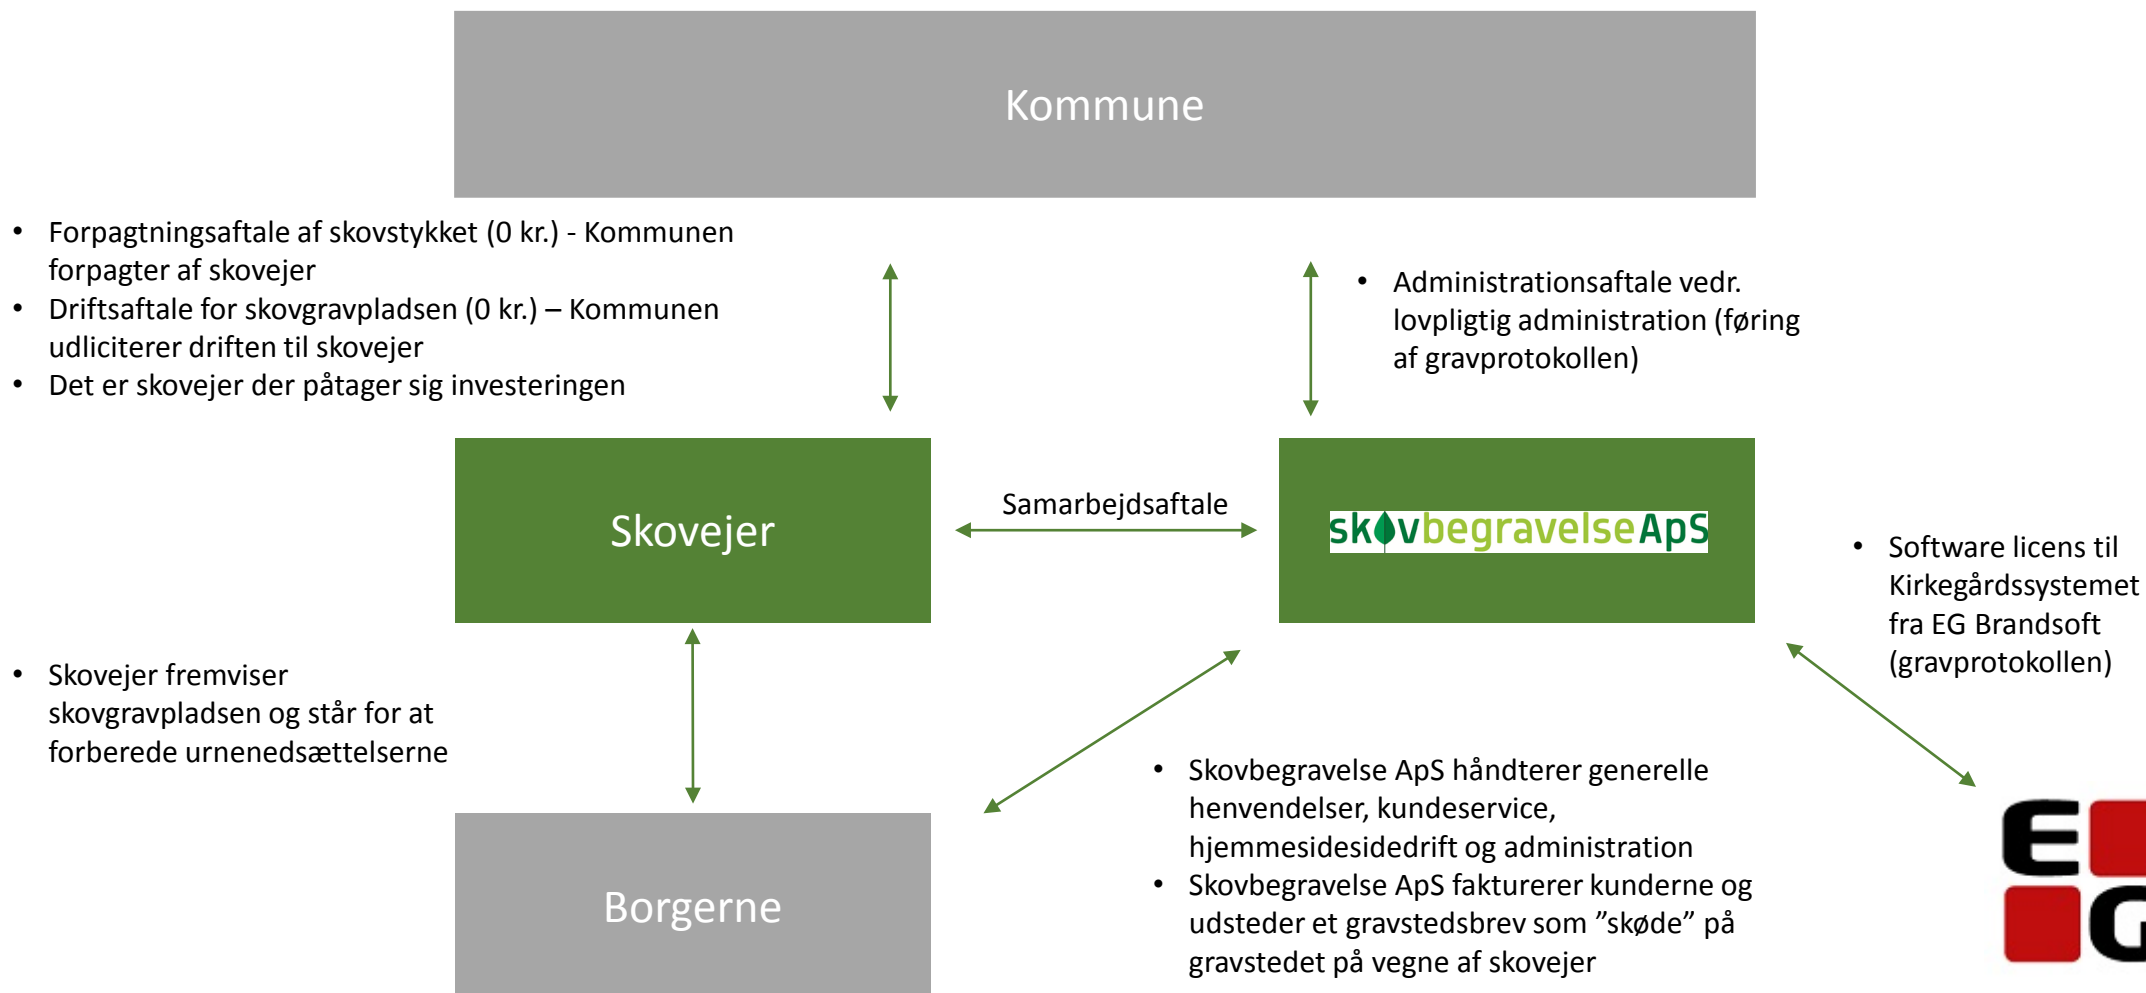 Kommune
• Forpagtningsaftale af skovstykket (0 kr.) - Kommunen
forpagter af skovejer
• Driftsaftale for skovgravpladsen (0 kr.) – Kommunen
udliciterer driften til skovejer
• Det er skovejer der påtager sig investeringen
• Administrationsaftale vedr.
lovpligtig administration (føring
af gravprotokollen)
Skovejer
Samarbejdsaftale
skovbegravelseApS
• Software licens til
Kirkegårdssystemet
fra EG Brandsoft
(gravprotokollen)
• Skovejer fremviser
skovgravpladsen og står for at
forberede urnenedsættelserne
• Skovbegravelse ApS håndterer generelle
henvendelser, kundeservice,
hjemmesidesidedrift og administration
• Skovbegravelse ApS fakturerer kunderne og
udsteder et gravstedsbrev som ”skøde” på
gravstedet på vegne af skovejer
Borgerne
E
G